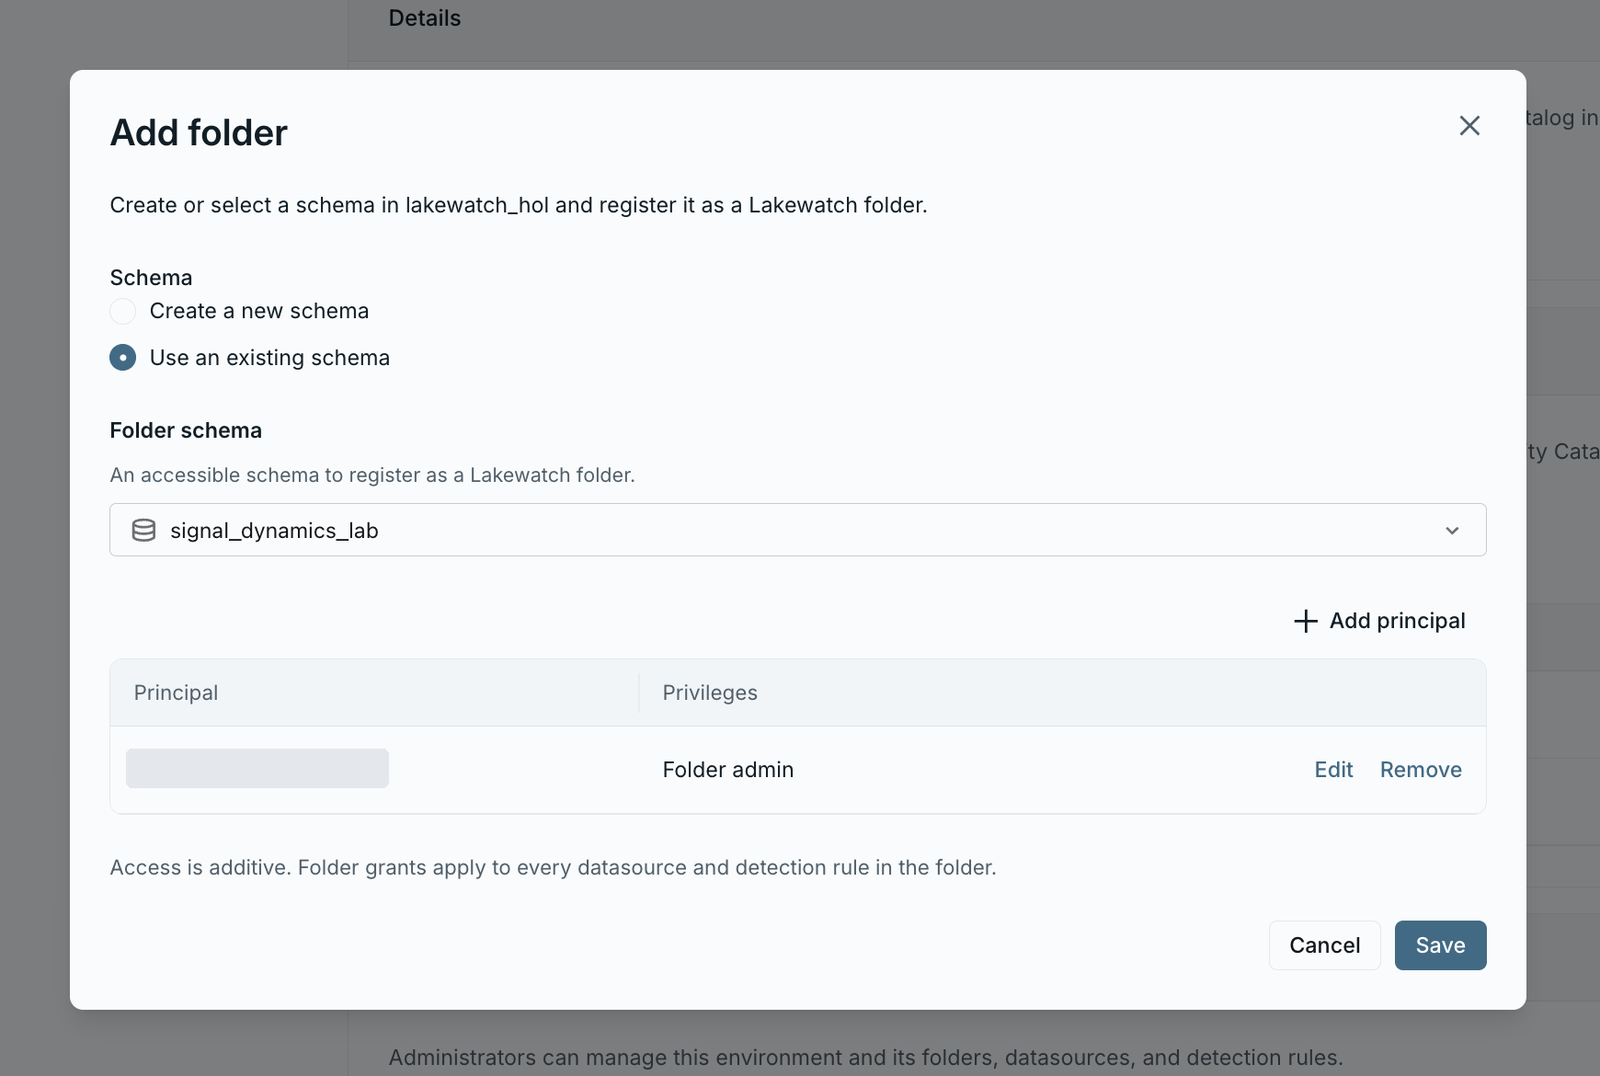 Details
Add folder
talog in
Create or select a schema in lakewatch_hol and register it as a Lakewatch folder.
Schema
Create a new schema
Use an existing schema
Folder schema
ty Cata
An accessible schema to register as a Lakewatch folder.
signal_dynamics_lab
Add principal
Principal Privileges
Folder admin Edit Remove
Access is additive. Folder grants apply to every datasource and detection rule in the folder.
Cancel Save
Administrators can manage this environment and its folders, datasources, and detection rules.